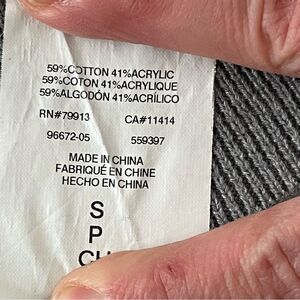 59%COTTON 41%ACRYLIC
59%COTON 41%ACRYLIQUE
59%ALGODÓN 41%ACRÍLICO
RN#79913 CA#11414
96672-05 559397
MADE IN CHINA
FABRIQUÉ EN CHINE
HECHO EN CHINA
S
P